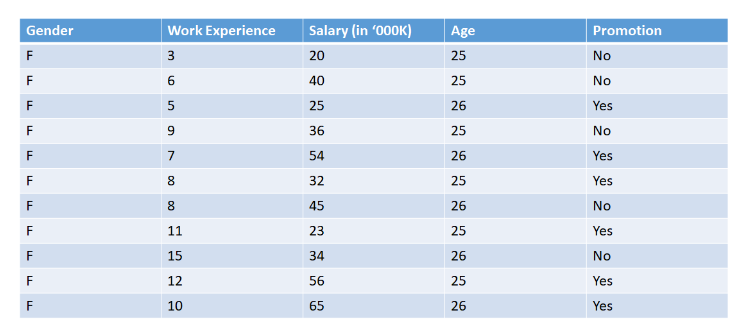 Gender Work Experience Salary (in ‘000K) Age Promotion
F 3 20 25 No
F 6 40 25 No
F 5 25 26 Yes
F 9 36 25 No
F 7 54 26 Yes
F 8 32 25 Yes
F 8 45 26 No
F 11 23 25 Yes
F 15 34 26 No
F 12 56 25 Yes
F 10 65 26 Yes